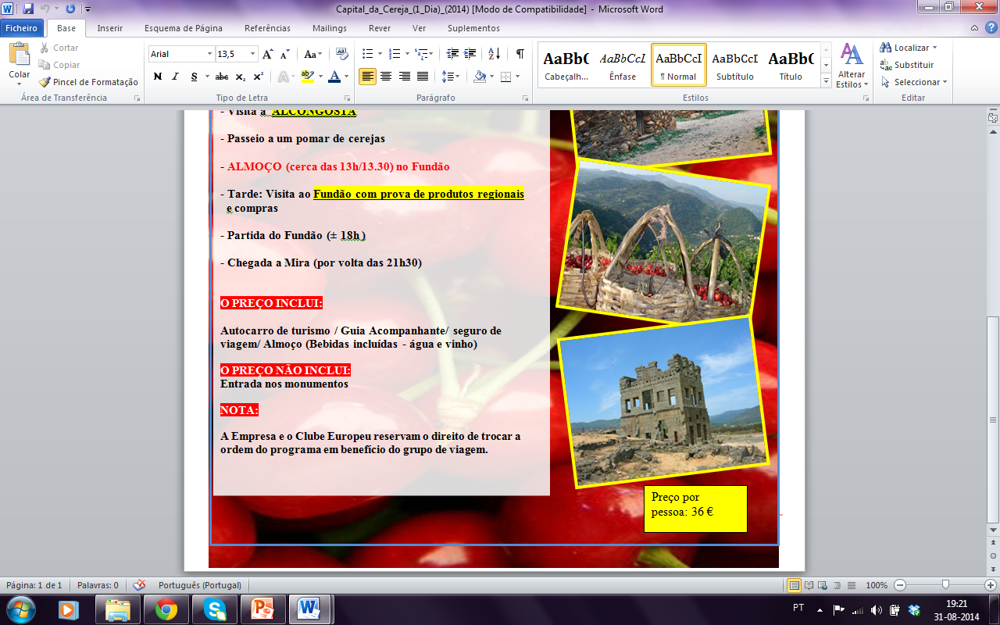 Capital_da_Cereja_(1_Dia)_(2014) [Modo de Compatibilidade] - Microsoft Word
Ficheiro Base Inserir Esquema de Página Referências Mailings Rever Ver Suplementos
Colar
Cortar
Copiar
Pincel de Formatação
Área de Transferência
Arial 13,5
N I S abc x₂ x²
Tipo de Letra
Parágrafo
AaBbC AaBbCcI AaBbCcI AaBbCcI AaBbC
Cabeçalh... Ênfase ¶ Normal Subtítulo Título
Alterar Estilos
Estilos
Localizar
Substituir
Seleccionar
Editar
- Visita a ALCONGOSTA
- Passeio a um pomar de cerejas
- ALMOÇO (cerca das 13h/13.30) no Fundão
- Tarde: Visita ao Fundão com prova de produtos regionais
e compras
- Partida do Fundão (± 18h )
- Chegada a Mira (por volta das 21h30)
O PREÇO INCLUI:
Autocarro de turismo / Guia Acompanhante/ seguro de
viagem/ Almoço (Bebidas incluídas - água e vinho)
O PREÇO NÃO INCLUI:
Entrada nos monumentos
NOTA:
A Empresa e o Clube Europeu reservam o direito de trocar a
ordem do programa em benefício do grupo de viagem.
Preço por
pessoa: 36 €
Página: 1 de 1 Palavras: 0 Português (Portugal) 100%
PT 19:21
31-08-2014